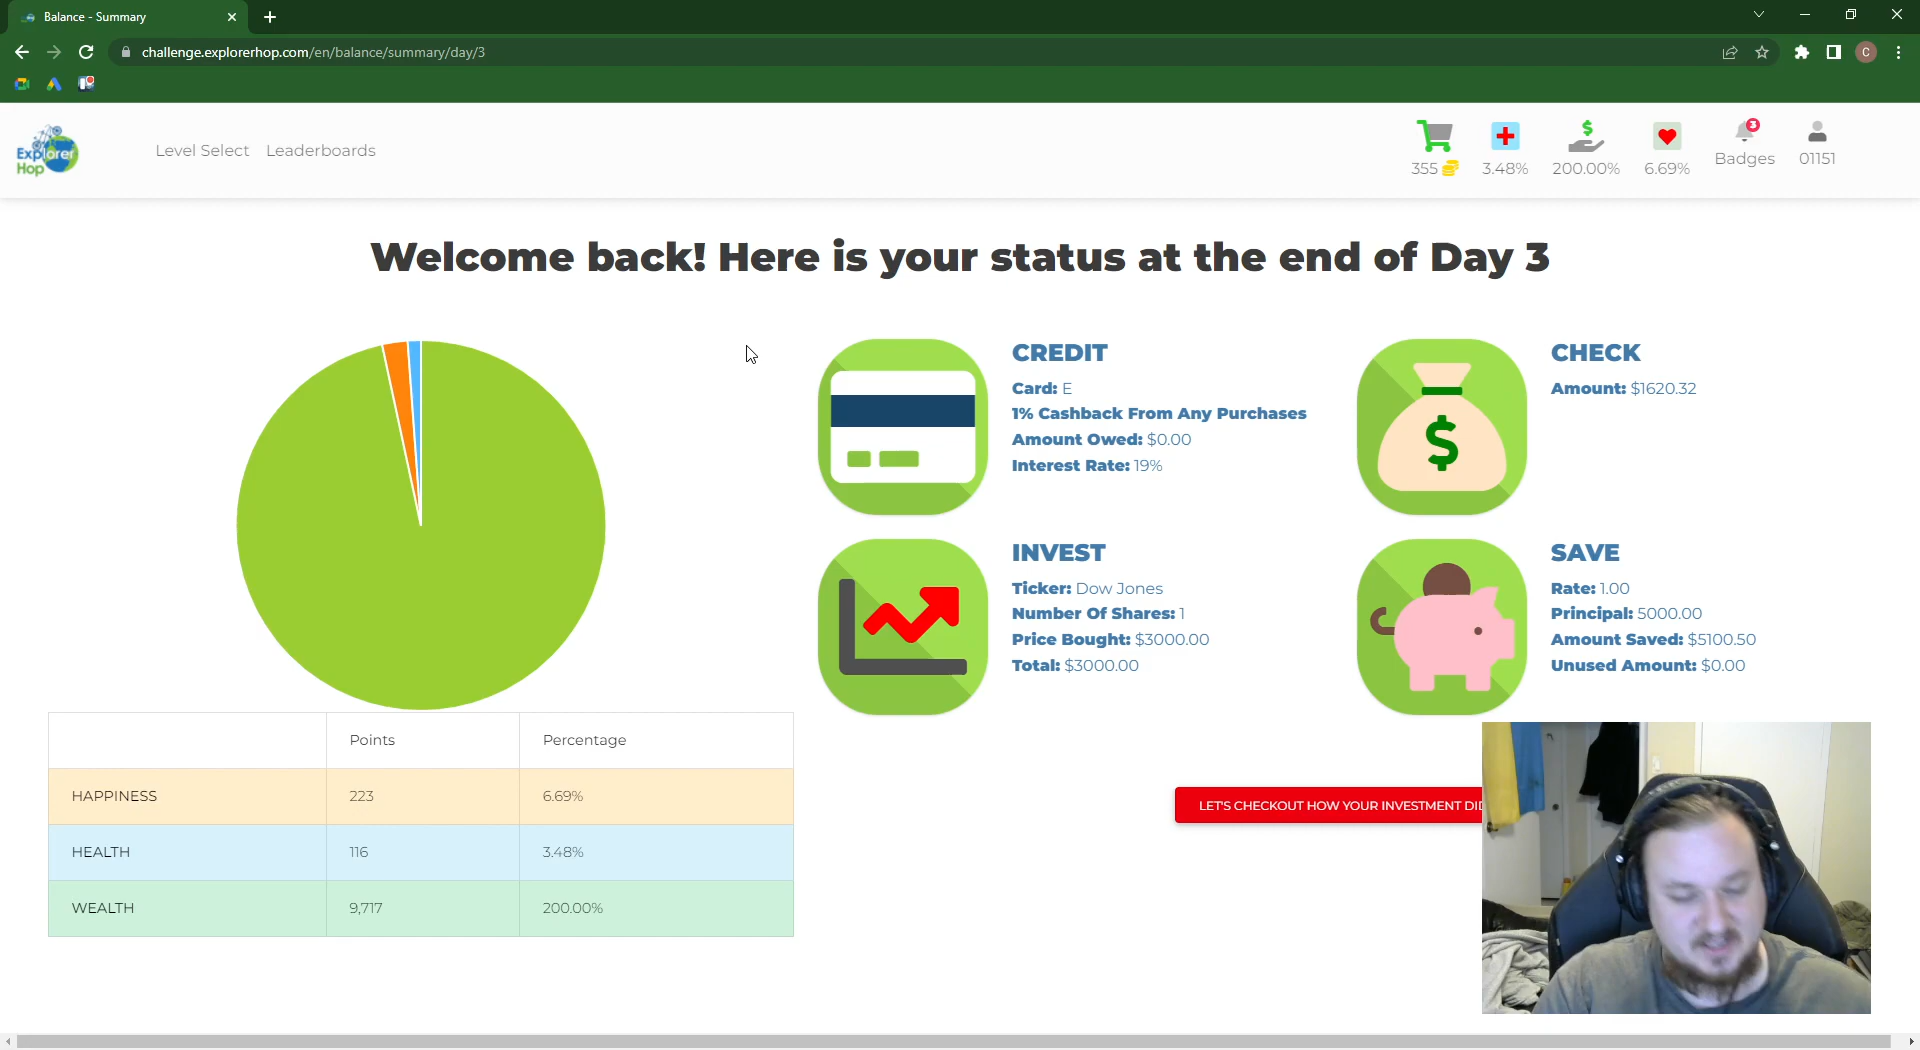 Balance - Summary
challenge.explorerhop.com/en/balance/summary/day/3
C
Explorer
Hop
Level Select
Leaderboards
355
3.48%
200.00%
6.69%
3
Badges
01151
Welcome back! Here is your status at the end of Day 3
CREDIT
Card: E
1% Cashback From Any Purchases
Amount Owed: $0.00
Interest Rate: 19%
CHECK
Amount: $1620.32
INVEST
Ticker: Dow Jones
Number Of Shares: 1
Price Bought: $3000.00
Total: $3000.00
SAVE
Rate: 1.00
Principal: 5000.00
Amount Saved: $5100.50
Unused Amount: $0.00
Points
Percentage
HAPPINESS
223
6.69%
HEALTH
116
3.48%
WEALTH
9,717
200.00%
LET'S CHECKOUT HOW YOUR INVESTMENT DID